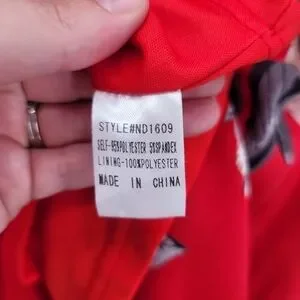 STYLE#ND1609
SELF-95%POLYESTER 5%SPANDEX
LINING-100%POLYESTER
MADE IN CHINA